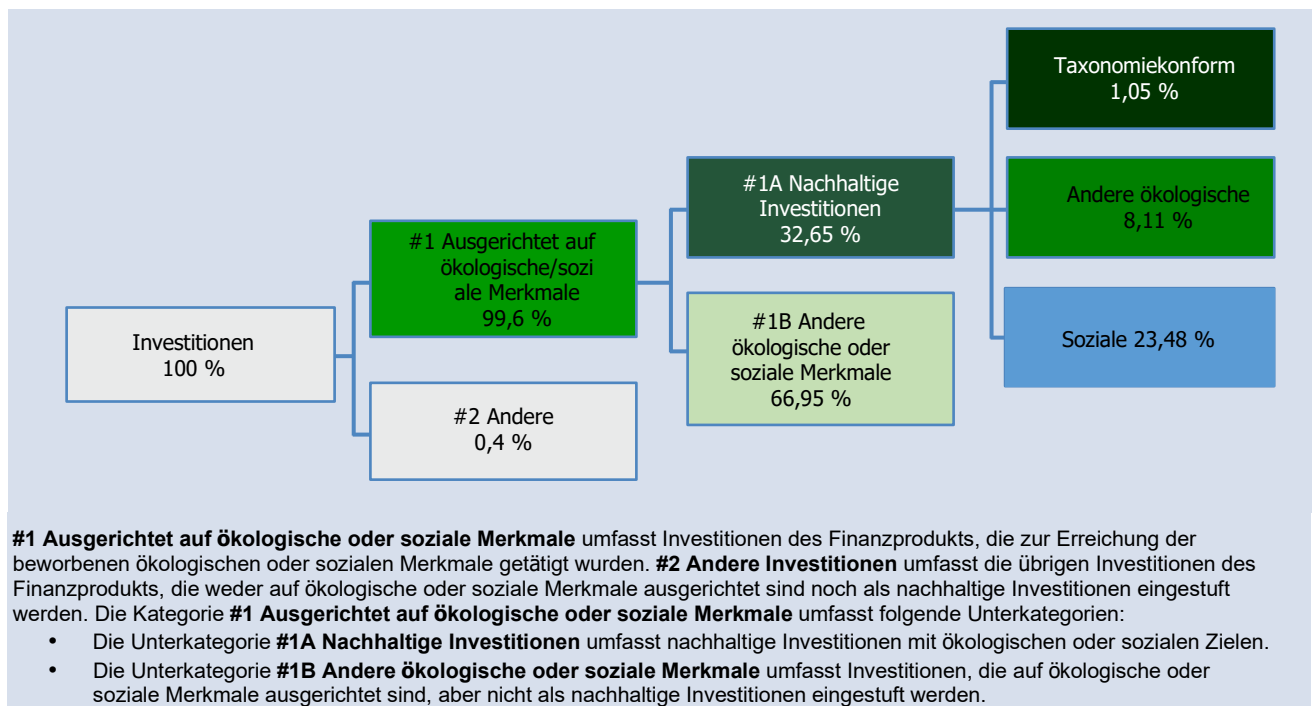 Investitionen
100 %
#1 Ausgerichtet auf
ökologische/sozi
ale Merkmale
99,6 %
#2 Andere
0,4 %
#1A Nachhaltige
Investitionen
32,65 %
#1B Andere
ökologische oder
soziale Merkmale
66,95 %
Taxonomiekonform
1,05 %
Andere ökologische
8,11 %
Soziale 23,48 %
#1 Ausgerichtet auf ökologische oder soziale Merkmale umfasst Investitionen des Finanzprodukts, die zur Erreichung der
beworbenen ökologischen oder sozialen Merkmale getätigt wurden. #2 Andere Investitionen umfasst die übrigen Investitionen des
Finanzprodukts, die weder auf ökologische oder soziale Merkmale ausgerichtet sind noch als nachhaltige Investitionen eingestuft
werden. Die Kategorie #1 Ausgerichtet auf ökologische oder soziale Merkmale umfasst folgende Unterkategorien:
• Die Unterkategorie #1A Nachhaltige Investitionen umfasst nachhaltige Investitionen mit ökologischen oder sozialen Zielen.
• Die Unterkategorie #1B Andere ökologische oder soziale Merkmale umfasst Investitionen, die auf ökologische oder
soziale Merkmale ausgerichtet sind, aber nicht als nachhaltige Investitionen eingestuft werden.